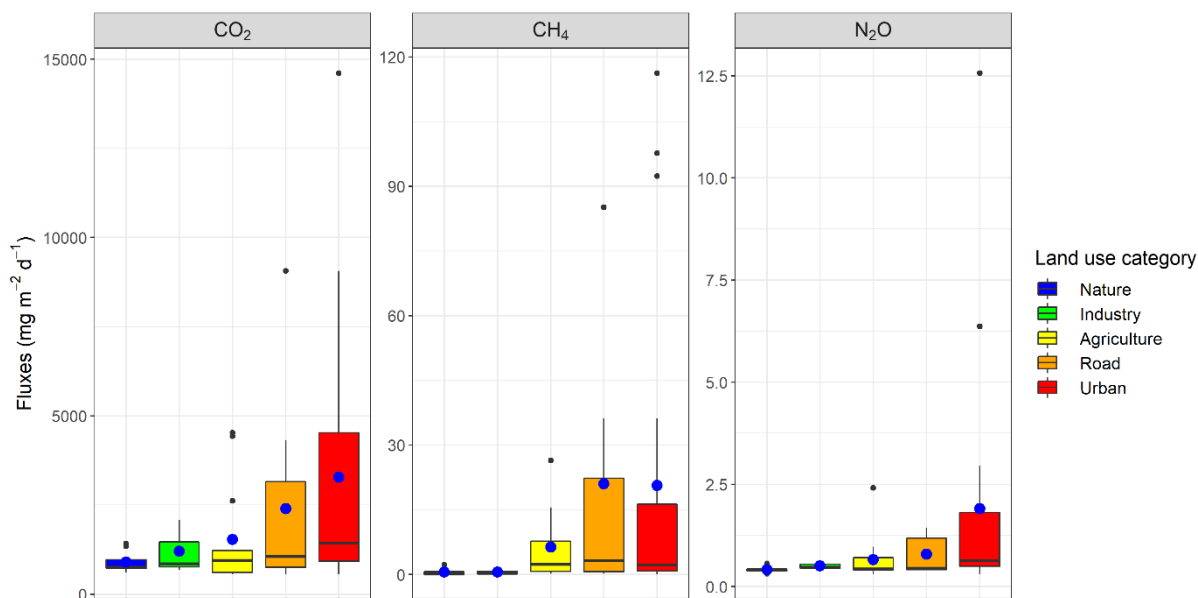 CO₂
CH₄
N₂O
Fluxes (mg m⁻² d⁻¹)
15000
10000
5000
0
120
90
60
30
0
12.5
10.0
7.5
5.0
2.5
0.0
Land use category
Nature
Industry
Agriculture
Road
Urban